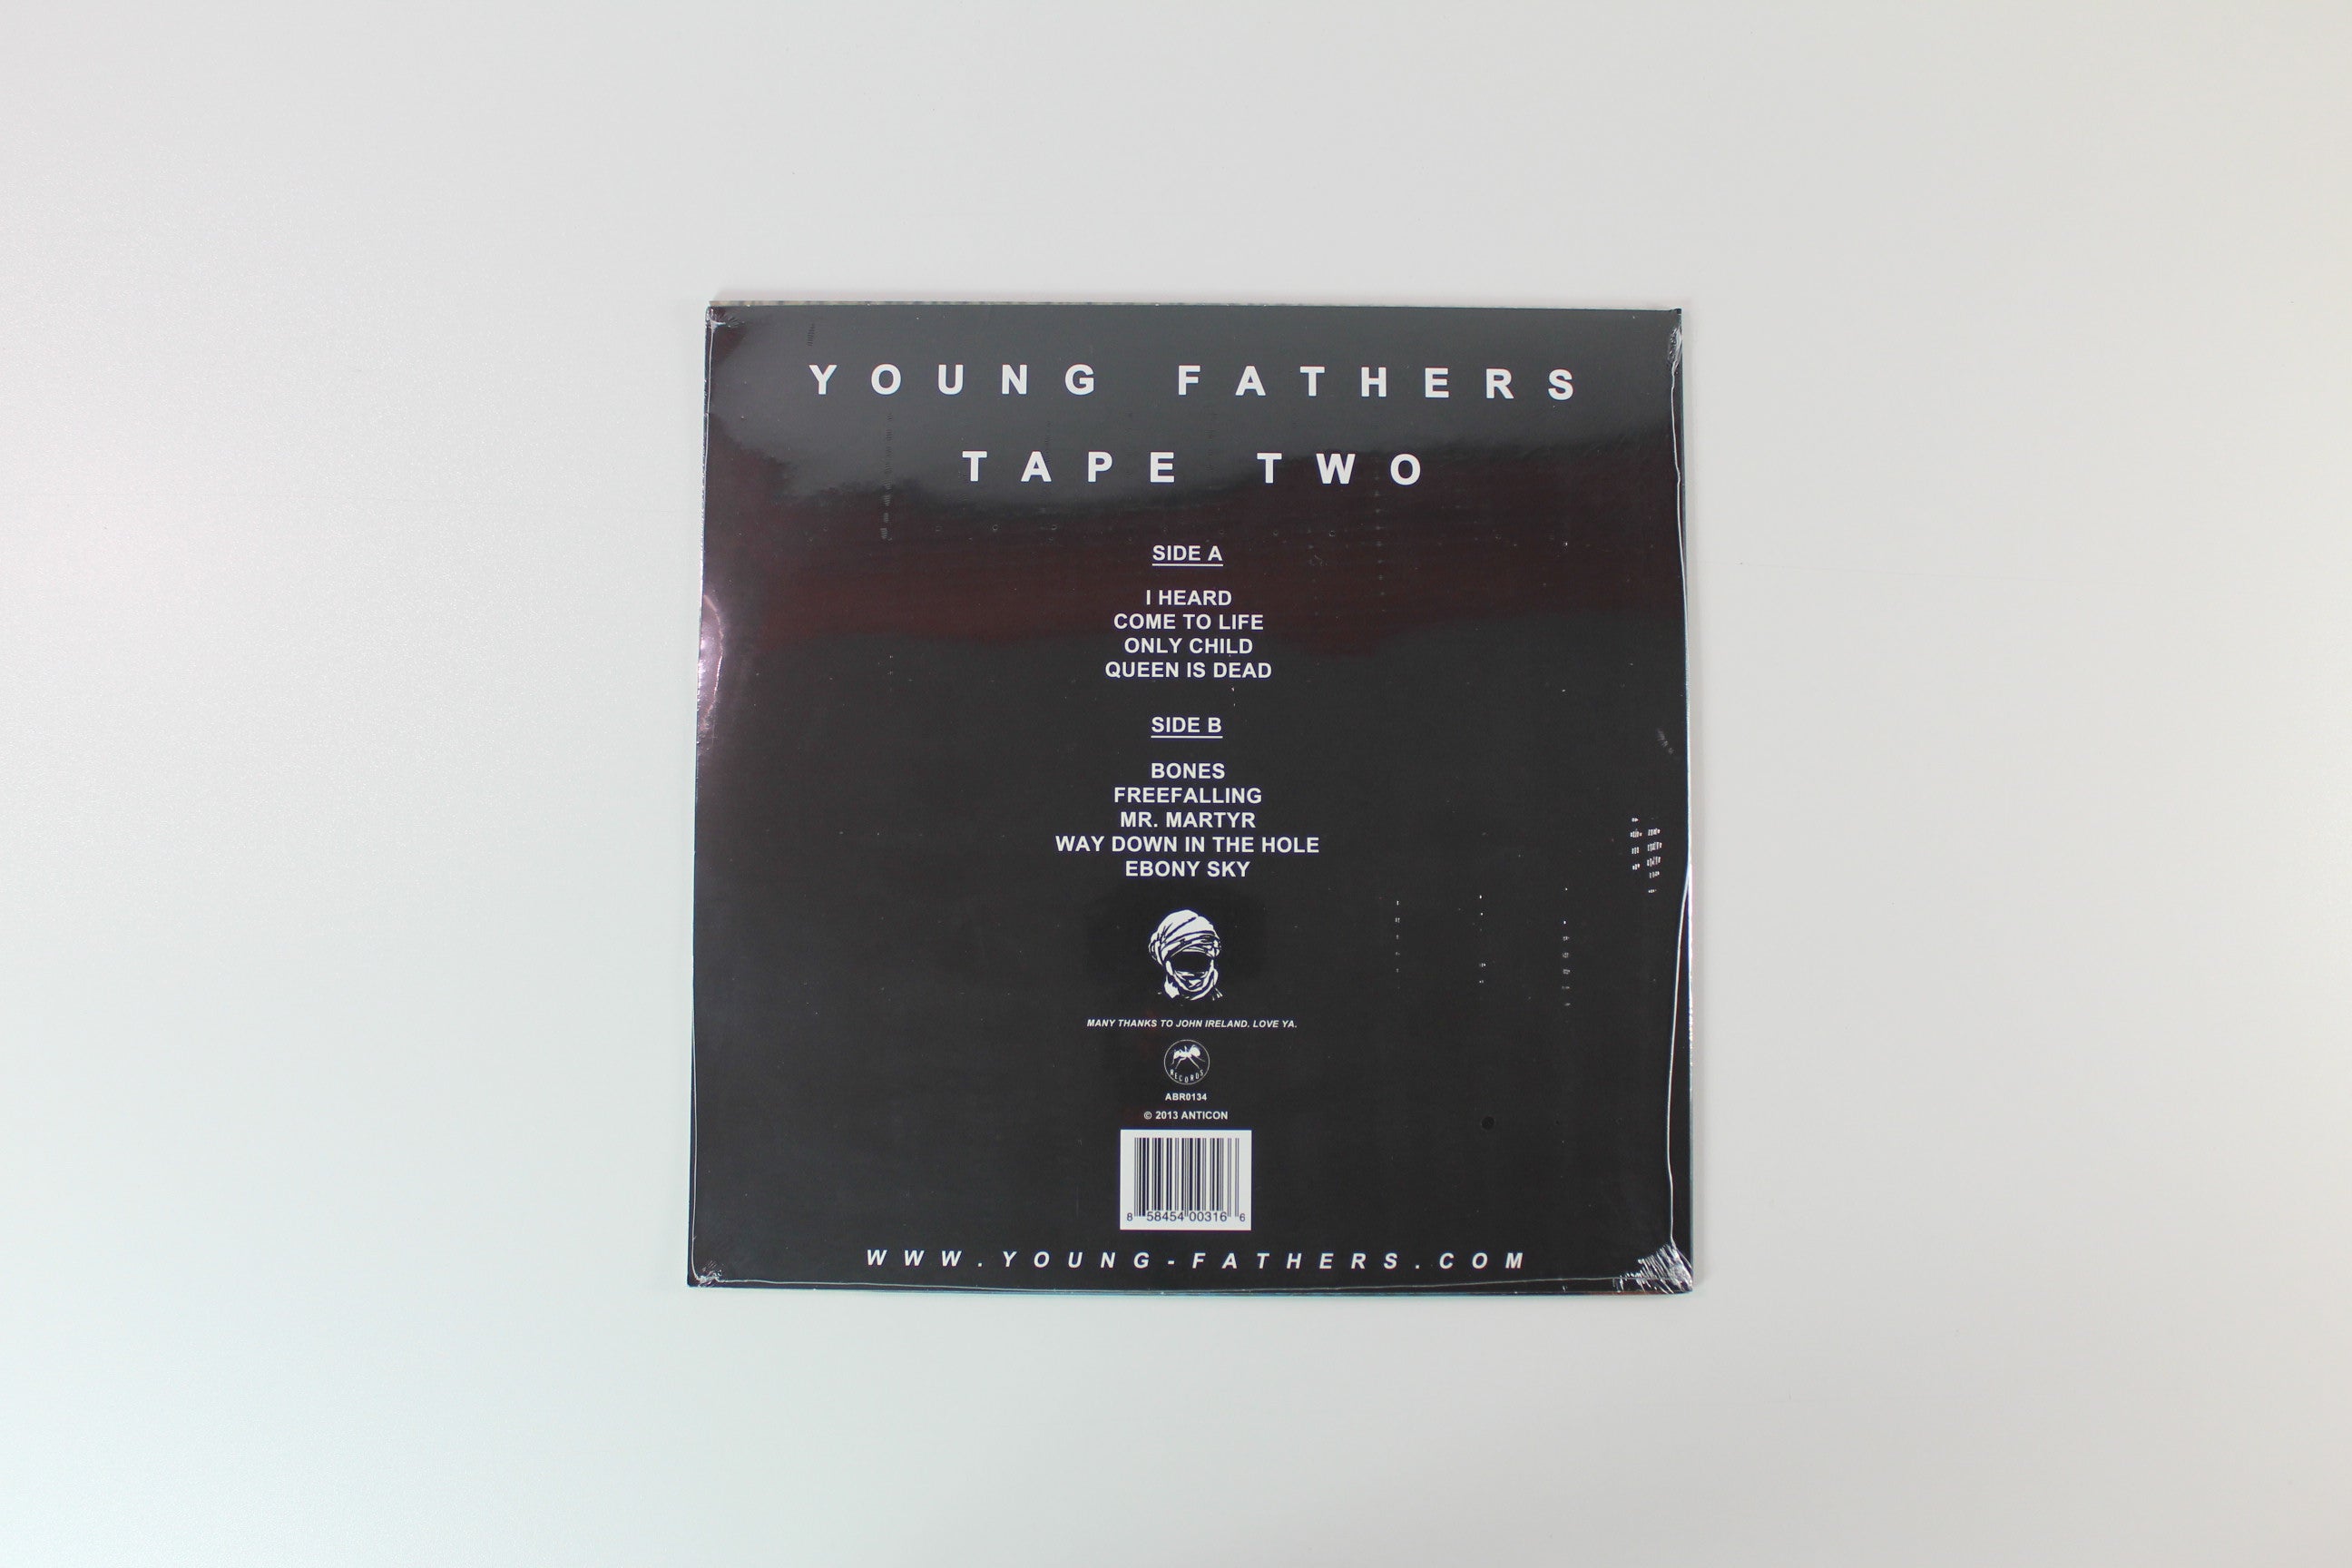 YOUNG FATHERS
TAPE TWO
SIDE A
I HEARD
COME TO LIFE
ONLY CHILD
QUEEN IS DEAD
SIDE B
BONES
FREEFALLING
MR. MARTYR
WAY DOWN IN THE HOLE
EBONY SKY
MANY THANKS TO JOHN IRELAND. LOVE YA.
RECORDS
ABR0134
© 2013 ANTICON
8 58454 00316 6
WWW.YOUNG-FATHERS.COM